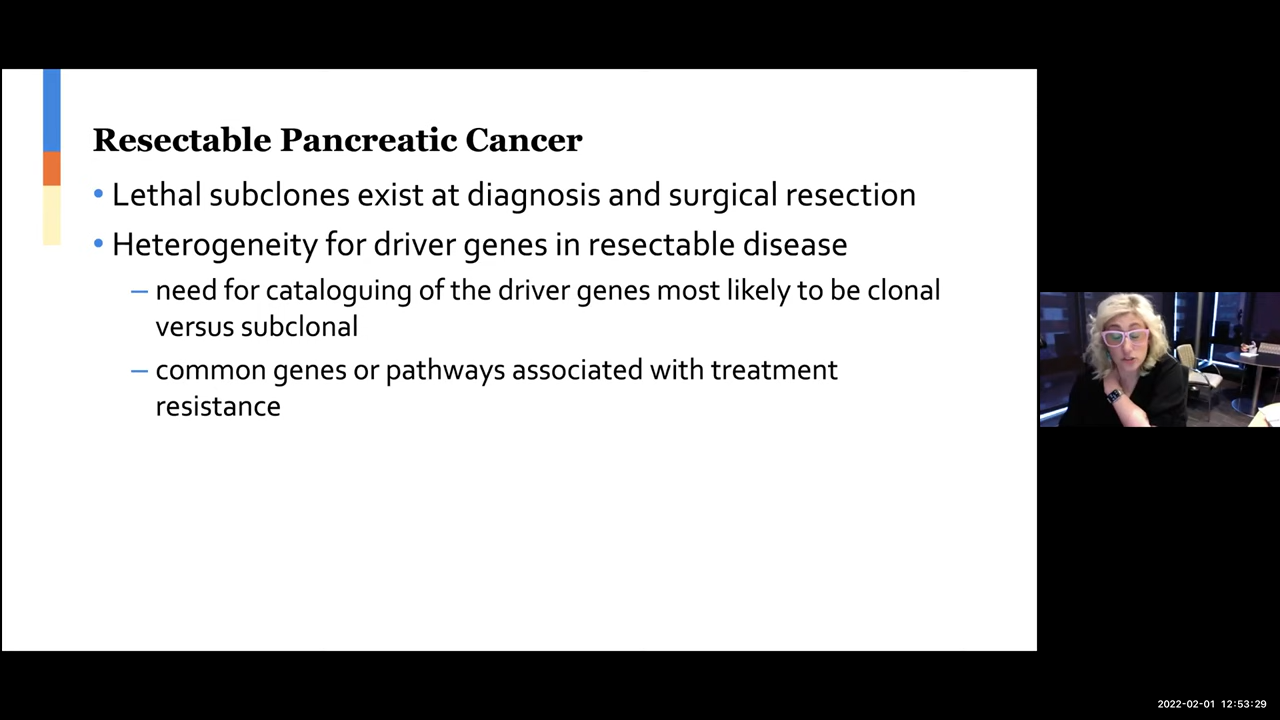 Resectable Pancreatic Cancer
• Lethal subclones exist at diagnosis and surgical resection
• Heterogeneity for driver genes in resectable disease
– need for cataloguing of the driver genes most likely to be clonal
versus subclonal
– common genes or pathways associated with treatment
resistance
2022-02-01 12:53:29